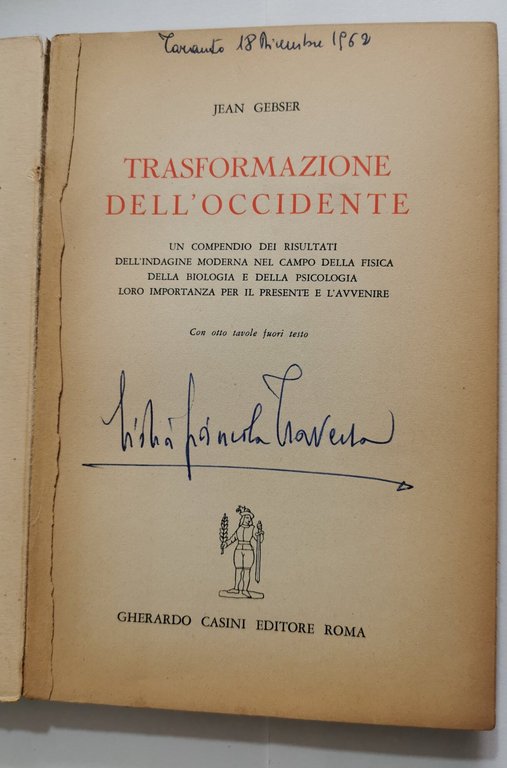 Taranto 18 Dicembre 1962
JEAN GEBSER
TRASFORMAZIONE
DELL'OCCIDENTE
UN COMPENDIO DEI RISULTATI
DELL'INDAGINE MODERNA NEL CAMPO DELLA FISICA
DELLA BIOLOGIA E DELLA PSICOLOGIA
LORO IMPORTANZA PER IL PRESENTE E L'AVVENIRE
Con otto tavole fuori testo
GHERARDO CASINI EDITORE ROMA